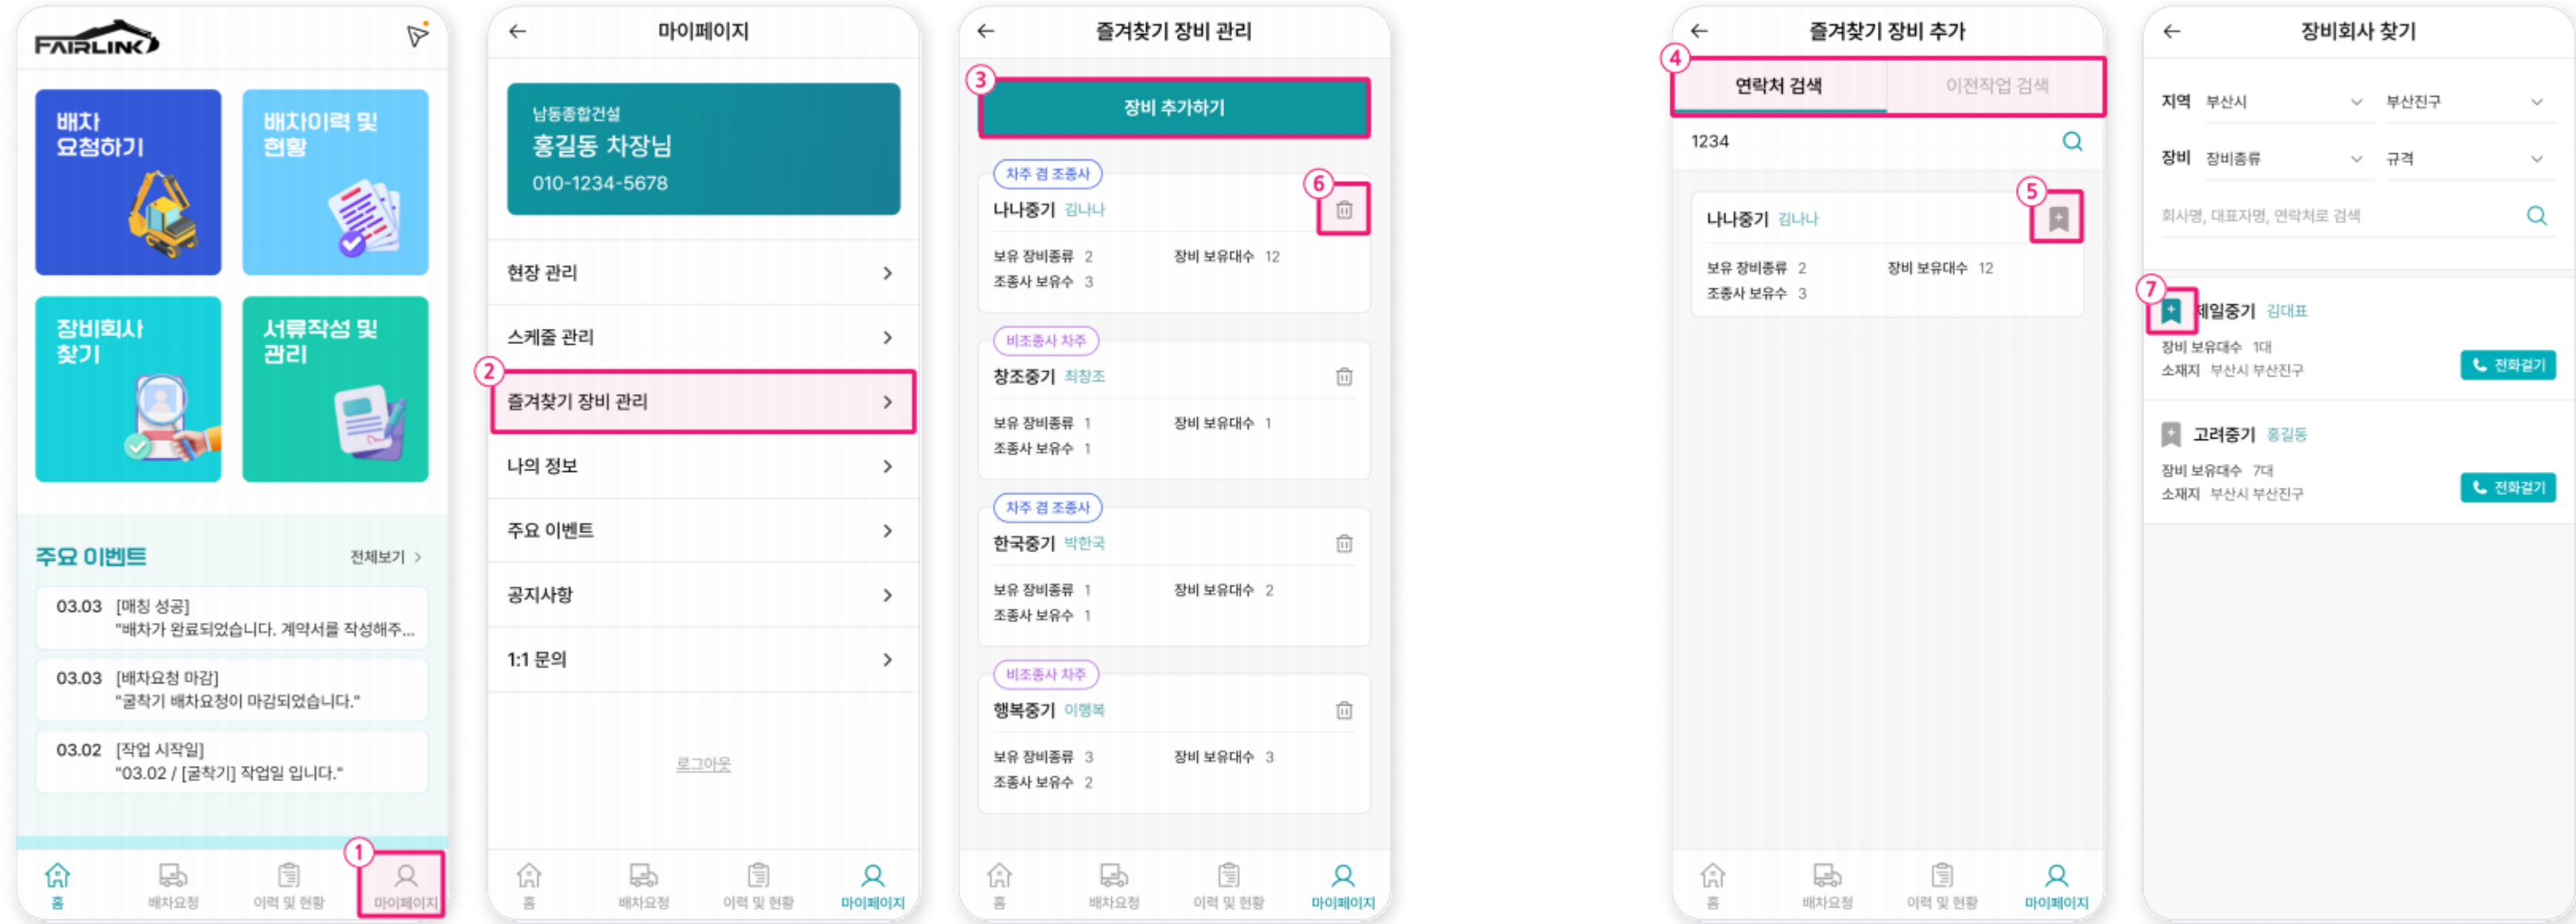 FAIRLINK
배차
요청하기
배차이력 및
현황
장비회사
찾기
서류작성 및
관리
주요 이벤트 전체보기
03.03 [매칭 성공]
"배차가 완료되었습니다. 계약서를 작성해주...
03.03 [배차요청 마감]
"굴착기 배차요청이 마감되었습니다."
03.02 [작업 시작일]
"03.02 / [굴착기] 작업일 입니다."
1
홈 배차요청 이력 및 현황 마이페이지
마이페이지
남동종합건설
홍길동 차장님
010-1234-5678
현장 관리
스케줄 관리
2
즐겨찾기 장비 관리
나의 정보
주요 이벤트
공지사항
1:1 문의
로그아웃
홈 배차요청 이력 및 현황 마이페이지
즐겨찾기 장비 관리
3
장비 추가하기
차주 겸 조종사
6
나나중기 김나나
보유 장비종류 2 장비 보유대수 12
조종사 보유수 3
비조종사 차주
창조중기 최창조
보유 장비종류 1 장비 보유대수 1
조종사 보유수 1
차주 겸 조종사
한국중기 박한국
보유 장비종류 1 장비 보유대수 2
조종사 보유수 1
비조종사 차주
행복중기 이행복
보유 장비종류 3 장비 보유대수 3
조종사 보유수 2
홈 배차요청 이력 및 현황 마이페이지
즐겨찾기 장비 추가
4
연락처 검색 이전작업 검색
1234
5
나나중기 김나나
보유 장비종류 2 장비 보유대수 12
조종사 보유수 3
홈 배차요청 이력 및 현황 마이페이지
장비회사 찾기
지역 부산시 부산진구
장비 장비종류 규격
회사명, 대표자명, 연락처로 검색
7
제일중기 김대표
장비 보유대수 1대
소재지 부산시 부산진구
전화걸기
고려중기 홍길동
장비 보유대수 7대
소재지 부산시 부산진구
전화걸기